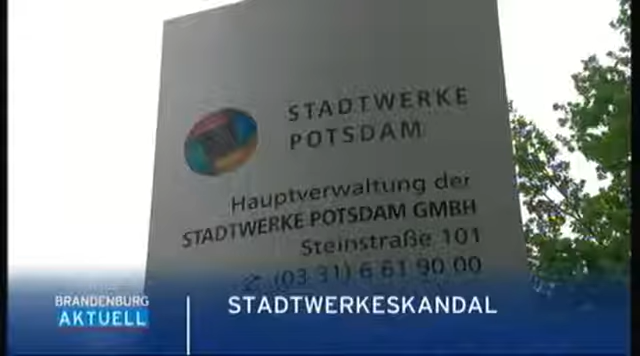 STADTWERKE
POTSDAM
Hauptverwaltung der
STADTWERKE POTSDAM GMBH
Steinstraße 101
(03 31) 6 61 90 00
BRANDENBURG
AKTUELL
STADTWERKESKANDAL